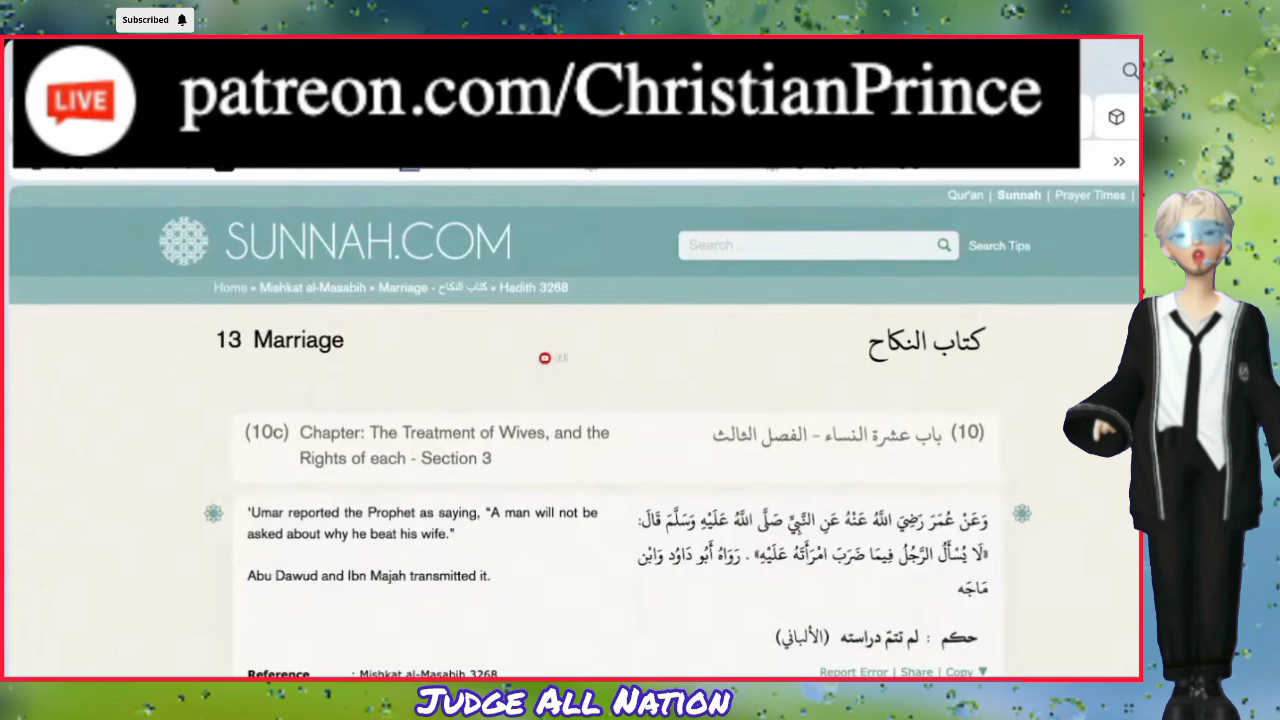 Subscribed
LIVE
patreon.com/ChristianPrince
Qur'an | Sunnah | Prayer Times |
SUNNAH.COM
Search
Search Tips
Home » Mishkat al-Masabih » Marriage - كتاب النكاح » Hadith 3268
13 Marriage
كتاب النكاح
(10c) Chapter: The Treatment of Wives, and the
Rights of each - Section 3
(10) باب عشرة النساء - الفصل الثالث
'Umar reported the Prophet as saying, “A man will not be
asked about why he beat his wife.”
Abu Dawud and Ibn Majah transmitted it.
وَعَنْ عُمَرَ رَضِيَ اللَّهُ عَنْهُ عَنِ النَّبِيِّ صَلَّى اللَّهُ عَلَيْهِ وَسَلَّمَ قَالَ:
«لَا يُسْأَلُ الرَّجُلُ فِيمَا ضَرَبَ امْرَأَتَهُ عَلَيْهِ» . رَوَاهُ أَبُو دَاوُد وَابْن
مَاجَه
حكم : لم تتمّ دراسته (الألباني)
Reference : Mishkat al-Masabih 3268
Report Error | Share | Copy ▼
Judge All Nation